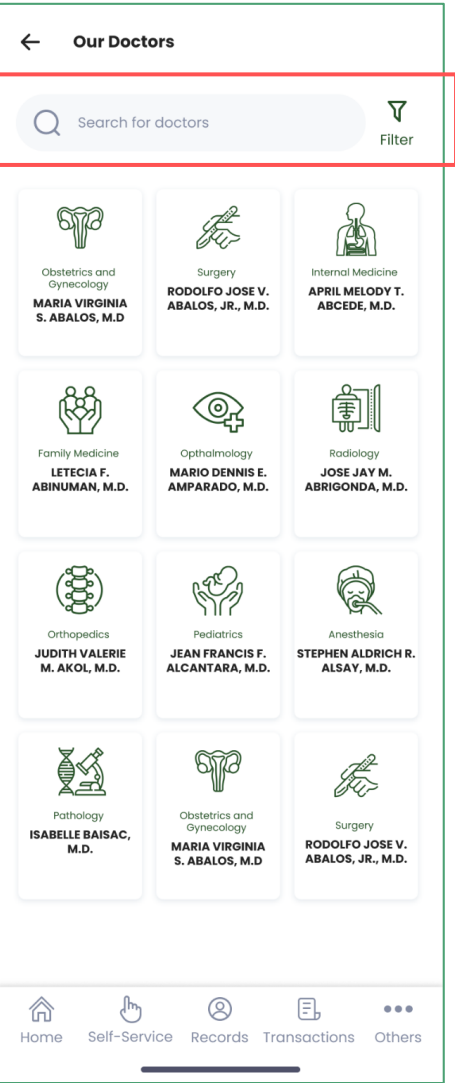 Our Doctors
Search for doctors
Filter
Obstetrics and
Gynecology
MARIA VIRGINIA
S. ABALOS, M.D
Surgery
RODOLFO JOSE V.
ABALOS, JR., M.D.
Internal Medicine
APRIL MELODY T.
ABCEDE, M.D.
Family Medicine
LETECIA F.
ABINUMAN, M.D.
Opthalmology
MARIO DENNIS E.
AMPARADO, M.D.
Radiology
JOSE JAY M.
ABRIGONDA, M.D.
Orthopedics
JUDITH VALERIE
M. AKOL, M.D.
Pediatrics
JEAN FRANCIS F.
ALCANTARA, M.D.
Anesthesia
STEPHEN ALDRICH R.
ALSAY, M.D.
Pathology
ISABELLE BAISAC,
M.D.
Obstetrics and
Gynecology
MARIA VIRGINIA
S. ABALOS, M.D
Surgery
RODOLFO JOSE V.
ABALOS, JR., M.D.
Home
Self-Service
Records
Transactions
Others